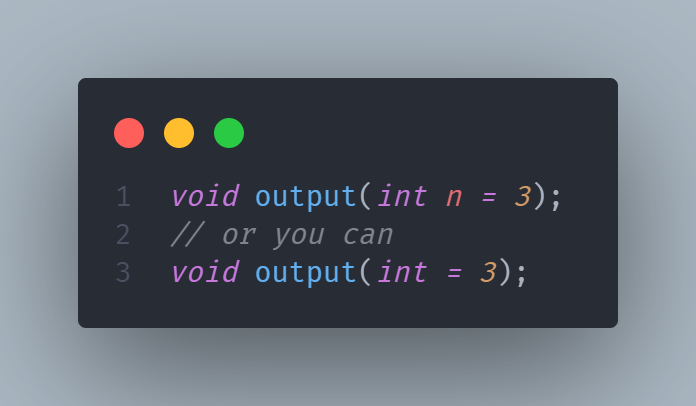 1 void output(int n = 3);
2 // or you can
3 void output(int = 3);